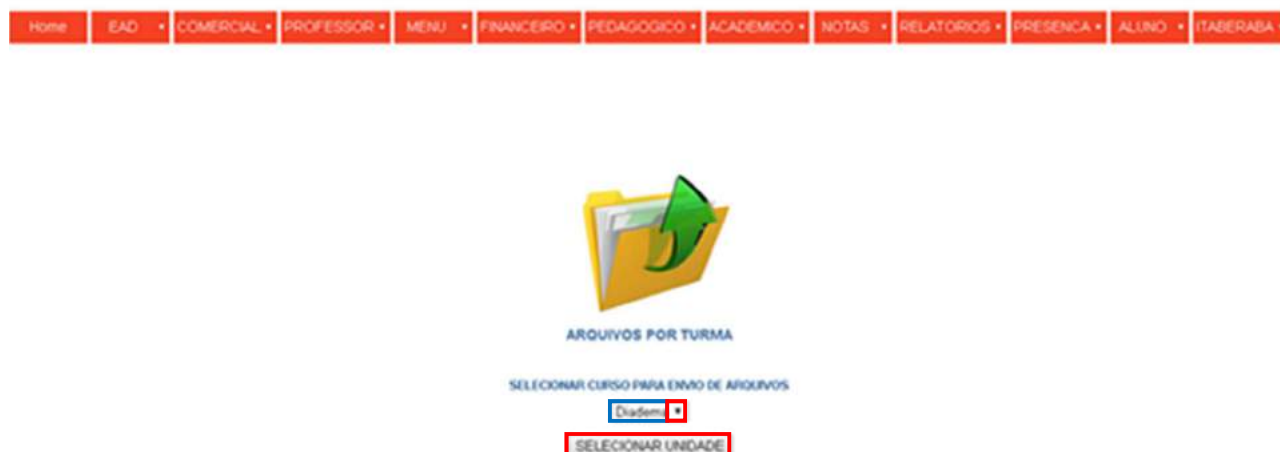 Home EAD COMERCIAL PROFESSOR MENU FINANCEIRO PEDAGOGICO ACADEMICO NOTAS RELATORIOS PRESENCA ALUNO ITABERABA
ARQUIVOS POR TURMA
SELECIONAR CURSO PARA ENVIO DE ARQUIVOS
Diadema
SELECIONAR UNIDADE